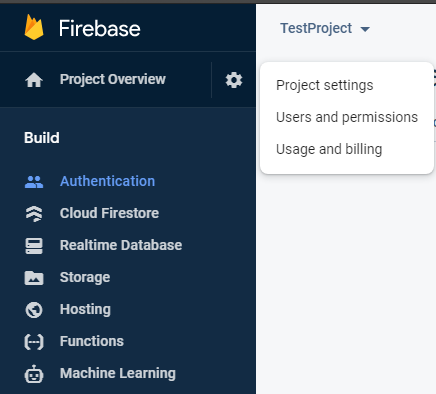 Firebase
TestProject
Project Overview
Project settings
Users and permissions
Usage and billing
Build
Authentication
Cloud Firestore
Realtime Database
Storage
Hosting
Functions
Machine Learning